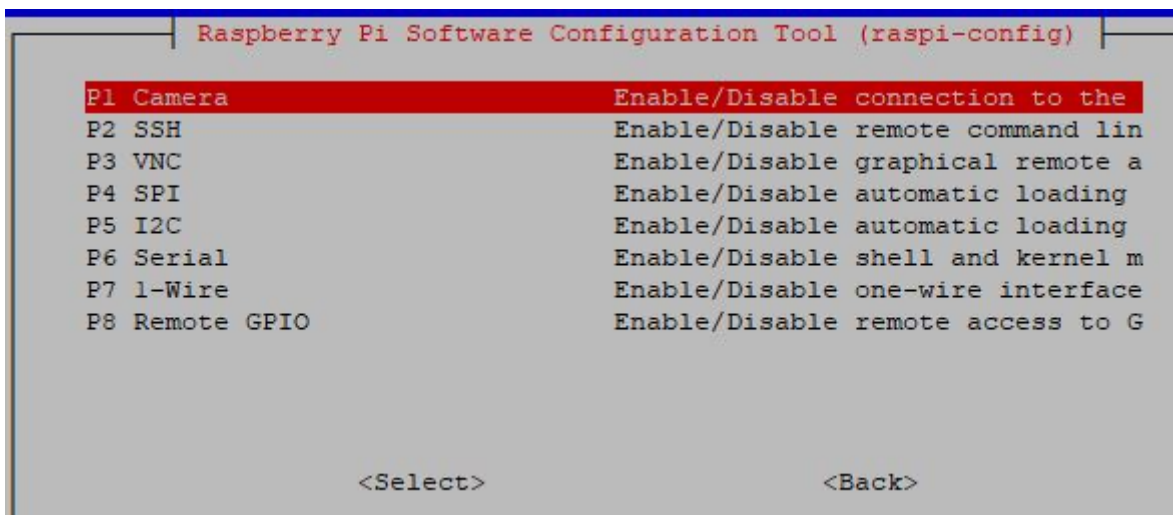 Raspberry Pi Software Configuration Tool (raspi-config)
P1 Camera Enable/Disable connection to the
P2 SSH Enable/Disable remote command lin
P3 VNC Enable/Disable graphical remote a
P4 SPI Enable/Disable automatic loading
P5 I2C Enable/Disable automatic loading
P6 Serial Enable/Disable shell and kernel m
P7 1-Wire Enable/Disable one-wire interface
P8 Remote GPIO Enable/Disable remote access to G
<Select> <Back>